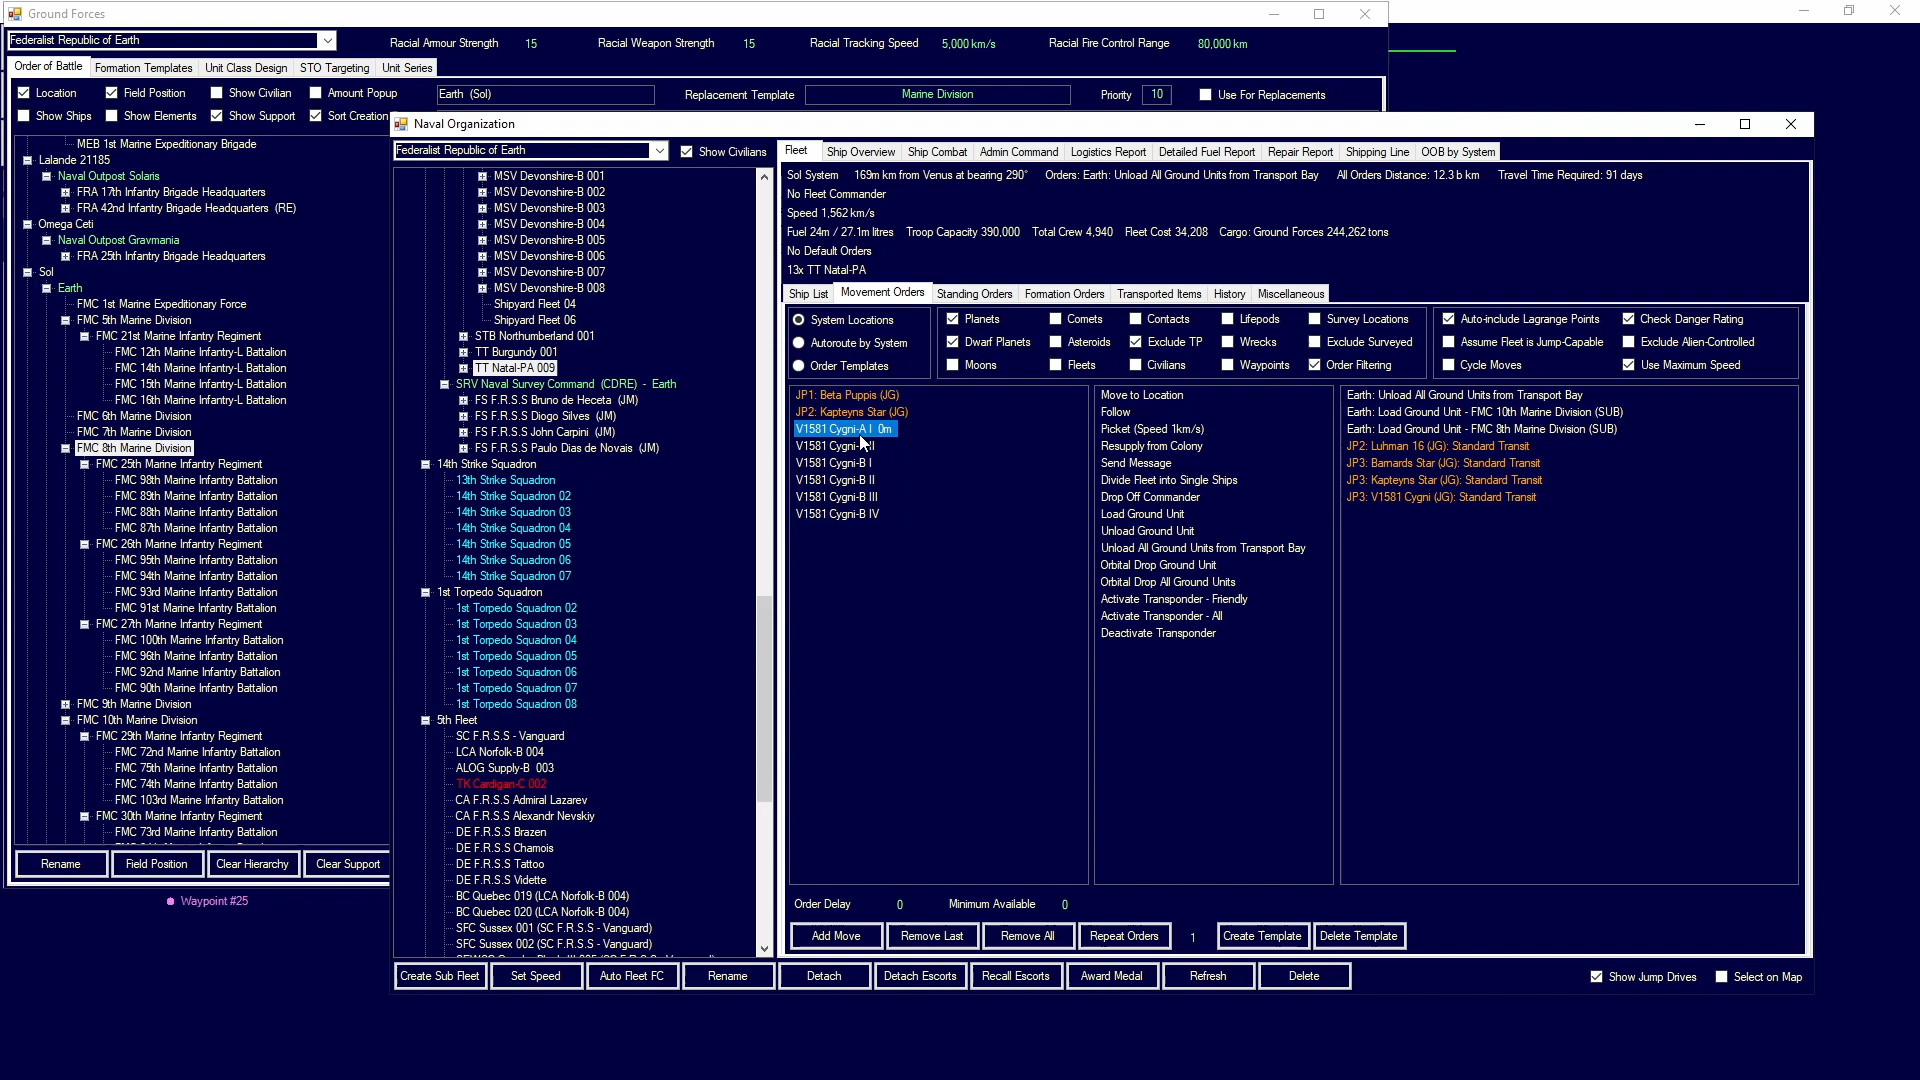 Ground Forces
Federalist Republic of Earth
Racial Armour Strength 15 Racial Weapon Strength 15 Racial Tracking Speed 5,000 km/s Racial Fire Control Range 80,000 km
Order of Battle Formation Templates Unit Class Design STO Targeting Unit Series
Location Field Position Show Civilian Amount Popup Earth (Sol) Replacement Template Marine Division Priority 10 Use For Replacements
Show Ships Show Elements Show Support Sort Creation
MEB 1st Marine Expeditionary Brigade
Lalande 21185
Naval Outpost Solaris
FRA 17th Infantry Brigade Headquarters
FRA 42nd Infantry Brigade Headquarters (RE)
Omega Ceti
Naval Outpost Gravmania
FRA 25th Infantry Brigade Headquarters
Sol
Earth
FMC 1st Marine Expeditionary Force
FMC 5th Marine Division
FMC 21st Marine Infantry Regiment
FMC 12th Marine Infantry-L Battalion
FMC 14th Marine Infantry-L Battalion
FMC 15th Marine Infantry-L Battalion
FMC 16th Marine Infantry-L Battalion
FMC 6th Marine Division
FMC 7th Marine Division
FMC 8th Marine Division
FMC 25th Marine Infantry Regiment
FMC 98th Marine Infantry Battalion
FMC 89th Marine Infantry Battalion
FMC 88th Marine Infantry Battalion
FMC 87th Marine Infantry Battalion
FMC 26th Marine Infantry Regiment
FMC 95th Marine Infantry Battalion
FMC 94th Marine Infantry Battalion
FMC 93rd Marine Infantry Battalion
FMC 91st Marine Infantry Battalion
FMC 27th Marine Infantry Regiment
FMC 100th Marine Infantry Battalion
FMC 96th Marine Infantry Battalion
FMC 92nd Marine Infantry Battalion
FMC 90th Marine Infantry Battalion
FMC 9th Marine Division
FMC 10th Marine Division
FMC 29th Marine Infantry Regiment
FMC 72nd Marine Infantry Battalion
FMC 75th Marine Infantry Battalion
FMC 74th Marine Infantry Battalion
FMC 103rd Marine Infantry Battalion
FMC 30th Marine Infantry Regiment
FMC 73rd Marine Infantry Battalion
Rename Field Position Clear Hierarchy Clear Support
Waypoint #25
Naval Organization
Federalist Republic of Earth Show Civilians
MSV Devonshire-B 001
MSV Devonshire-B 002
MSV Devonshire-B 003
MSV Devonshire-B 004
MSV Devonshire-B 005
MSV Devonshire-B 006
MSV Devonshire-B 007
MSV Devonshire-B 008
Shipyard Fleet 04
Shipyard Fleet 06
STB Northumberland 001
TT Burgundy 001
TT Natal-PA 009
SRV Naval Survey Command (CDRE) - Earth
FS F.R.S.S Bruno de Heceta (JM)
FS F.R.S.S Diogo Silves (JM)
FS F.R.S.S John Carpini (JM)
FS F.R.S.S Paulo Dias de Novais (JM)
14th Strike Squadron
13th Strike Squadron
14th Strike Squadron 02
14th Strike Squadron 03
14th Strike Squadron 04
14th Strike Squadron 05
14th Strike Squadron 06
14th Strike Squadron 07
1st Torpedo Squadron
1st Torpedo Squadron 02
1st Torpedo Squadron 03
1st Torpedo Squadron 04
1st Torpedo Squadron 05
1st Torpedo Squadron 06
1st Torpedo Squadron 07
1st Torpedo Squadron 08
5th Fleet
SC F.R.S.S - Vanguard
LCA Norfolk-B 004
ALOG Supply-B 003
TK Cardigan-C 002
CA F.R.S.S Admiral Lazarev
CA F.R.S.S Alexandr Nevskiy
DE F.R.S.S Brazen
DE F.R.S.S Chamois
DE F.R.S.S Tattoo
DE F.R.S.S Vidette
BC Quebec 019 (LCA Norfolk-B 004)
BC Quebec 020 (LCA Norfolk-B 004)
SFC Sussex 001 (SC F.R.S.S - Vanguard)
SFC Sussex 002 (SC F.R.S.S - Vanguard)
Fleet Ship Overview Ship Combat Admin Command Logistics Report Detailed Fuel Report Repair Report Shipping Line OOB by System
Sol System 169m km from Venus at bearing 290° Orders: Earth: Unload All Ground Units from Transport Bay All Orders Distance: 12.3 b km Travel Time Required: 91 days
No Fleet Commander
Speed 1,562 km/s
Fuel 24m / 27.1m litres Troop Capacity 390,000 Total Crew 4,940 Fleet Cost 34,208 Cargo: Ground Forces 244,262 tons
No Default Orders
13x TT Natal-PA
Ship List Movement Orders Standing Orders Formation Orders Transported Items History Miscellaneous
System Locations Planets Comets Contacts Lifepods Survey Locations Auto-include Lagrange Points Check Danger Rating
Autoroute by System Dwarf Planets Asteroids Exclude TP Wrecks Exclude Surveyed Assume Fleet is Jump-Capable Exclude Alien-Controlled
Order Templates Moons Fleets Civilians Waypoints Order Filtering Cycle Moves Use Maximum Speed
JP1: Beta Puppis (JG)
JP2: Kapteyns Star (JG)
V1581 Cygni-A I 0m
V1581 Cygni-
V1581 Cygni-B I
V1581 Cygni-B II
V1581 Cygni-B III
V1581 Cygni-B IV
Move to Location
Follow
Picket (Speed 1km/s)
Resupply from Colony
Send Message
Divide Fleet into Single Ships
Drop Off Commander
Load Ground Unit
Unload Ground Unit
Unload All Ground Units from Transport Bay
Orbital Drop Ground Unit
Orbital Drop All Ground Units
Activate Transponder - Friendly
Activate Transponder - All
Deactivate Transponder
Earth: Unload All Ground Units from Transport Bay
Earth: Load Ground Unit - FMC 10th Marine Division (SUB)
Earth: Load Ground Unit - FMC 8th Marine Division (SUB)
JP2: Luhman 16 (JG): Standard Transit
JP3: Barnards Star (JG): Standard Transit
JP3: Kapteyns Star (JG): Standard Transit
JP3: V1581 Cygni (JG): Standard Transit
Order Delay 0 Minimum Available 0
Add Move Remove Last Remove All Repeat Orders 1 Create Template Delete Template
Create Sub Fleet Set Speed Auto Fleet FC Rename Detach Detach Escorts Recall Escorts Award Medal Refresh Delete Show Jump Drives Select on Map